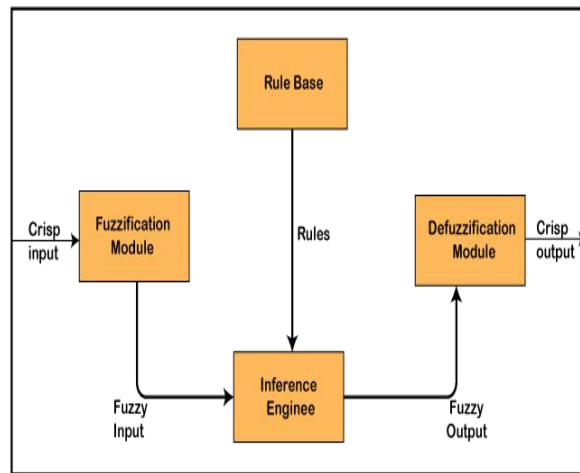 Rule Base
Crisp
input
Fuzzification
Module
Rules
Defuzzification
Module
Crisp
output
Fuzzy
Input
Inference
Enginee
Fuzzy
Output